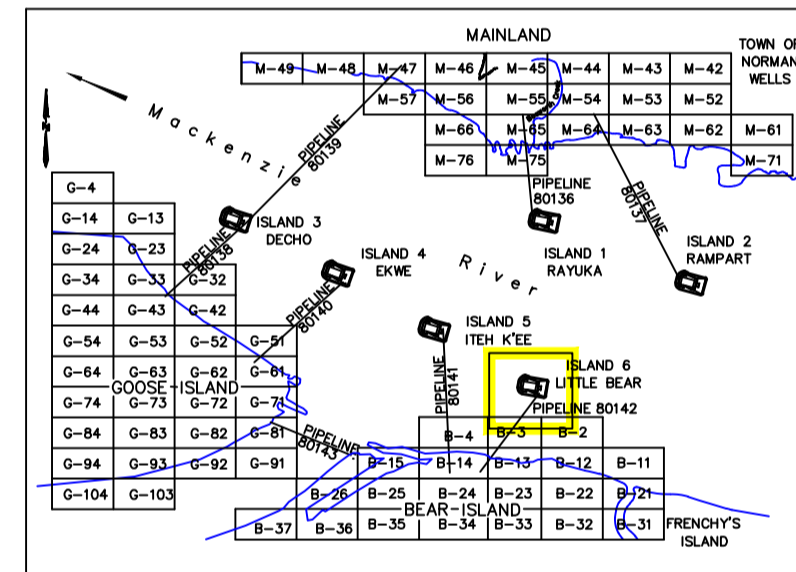 MAINLAND
TOWN OF
NORMAN
WELLS
M-49 M-48 M-47 M-46 M-45 M-44 M-43 M-42
M-57 M-56 M-55 M-54 M-53 M-52
M-66 M-65 M-64 M-63 M-62 M-61
M-76 M-75 M-71
Mackenzie
River
PIPELINE
80139
PIPELINE
80136
PIPELINE
80137
ISLAND 3
DECHO
ISLAND 1
RAYUKA
ISLAND 2
RAMPART
ISLAND 4
EKWE
PIPELINE
80138
PIPELINE
80140
ISLAND 5
ITEH K'EE
ISLAND 6
LITTLE BEAR
PIPELINE
80141
PIPELINE 80142
PIPELINE
80143
G-4
G-14 G-13
G-24 G-23
G-34 G-33 G-32
G-44 G-43 G-42
G-54 G-53 G-52 G-51
G-64 G-63 G-62 G-61
GOOSE ISLAND
G-74 G-73 G-72 G-71
G-84 G-83 G-82 G-81
G-94 G-93 G-92 G-91
G-104 G-103
B-4 B-3 B-2
B-15 B-14 B-13 B-12 B-11
B-26 B-25 B-24 B-23 B-22 B-21
BEAR ISLAND
B-37 B-36 B-35 B-34 B-33 B-32 B-31
FRENCHY'S
ISLAND